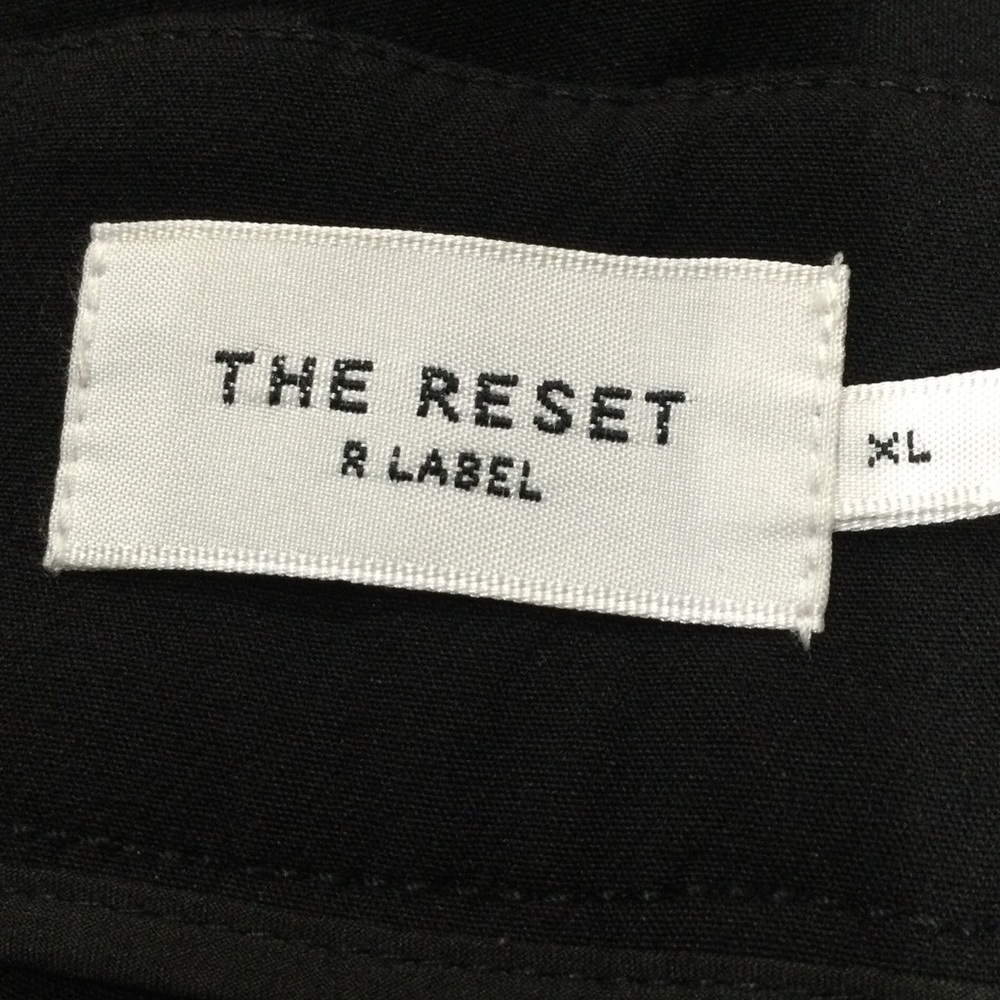 THE RESET
R LABEL
XL